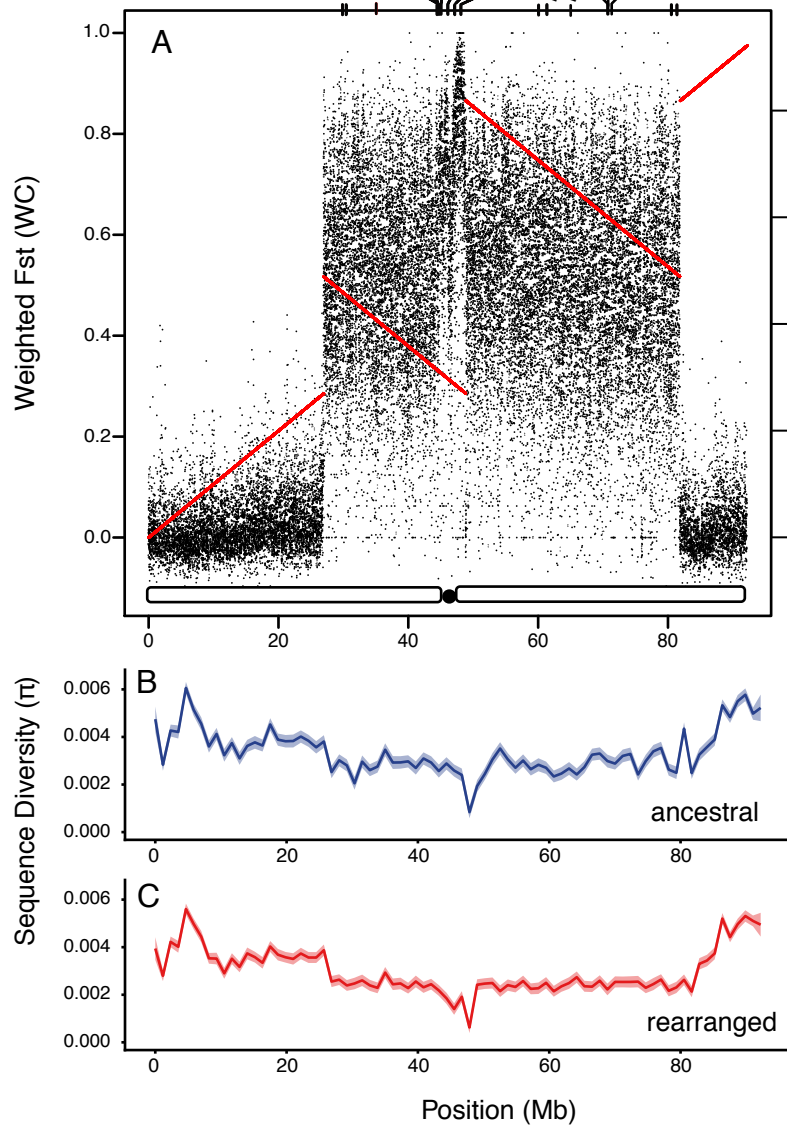 A
1.0
0.8
0.6
0.4
0.2
0.0
Weighted Fst (WC)
0 20 40 60 80
B
0.006
0.004
0.002
0.000
ancestral
0 20 40 60 80
Sequence Diversity (π)
C
0.006
0.004
0.002
0.000
rearranged
0 20 40 60 80
Position (Mb)